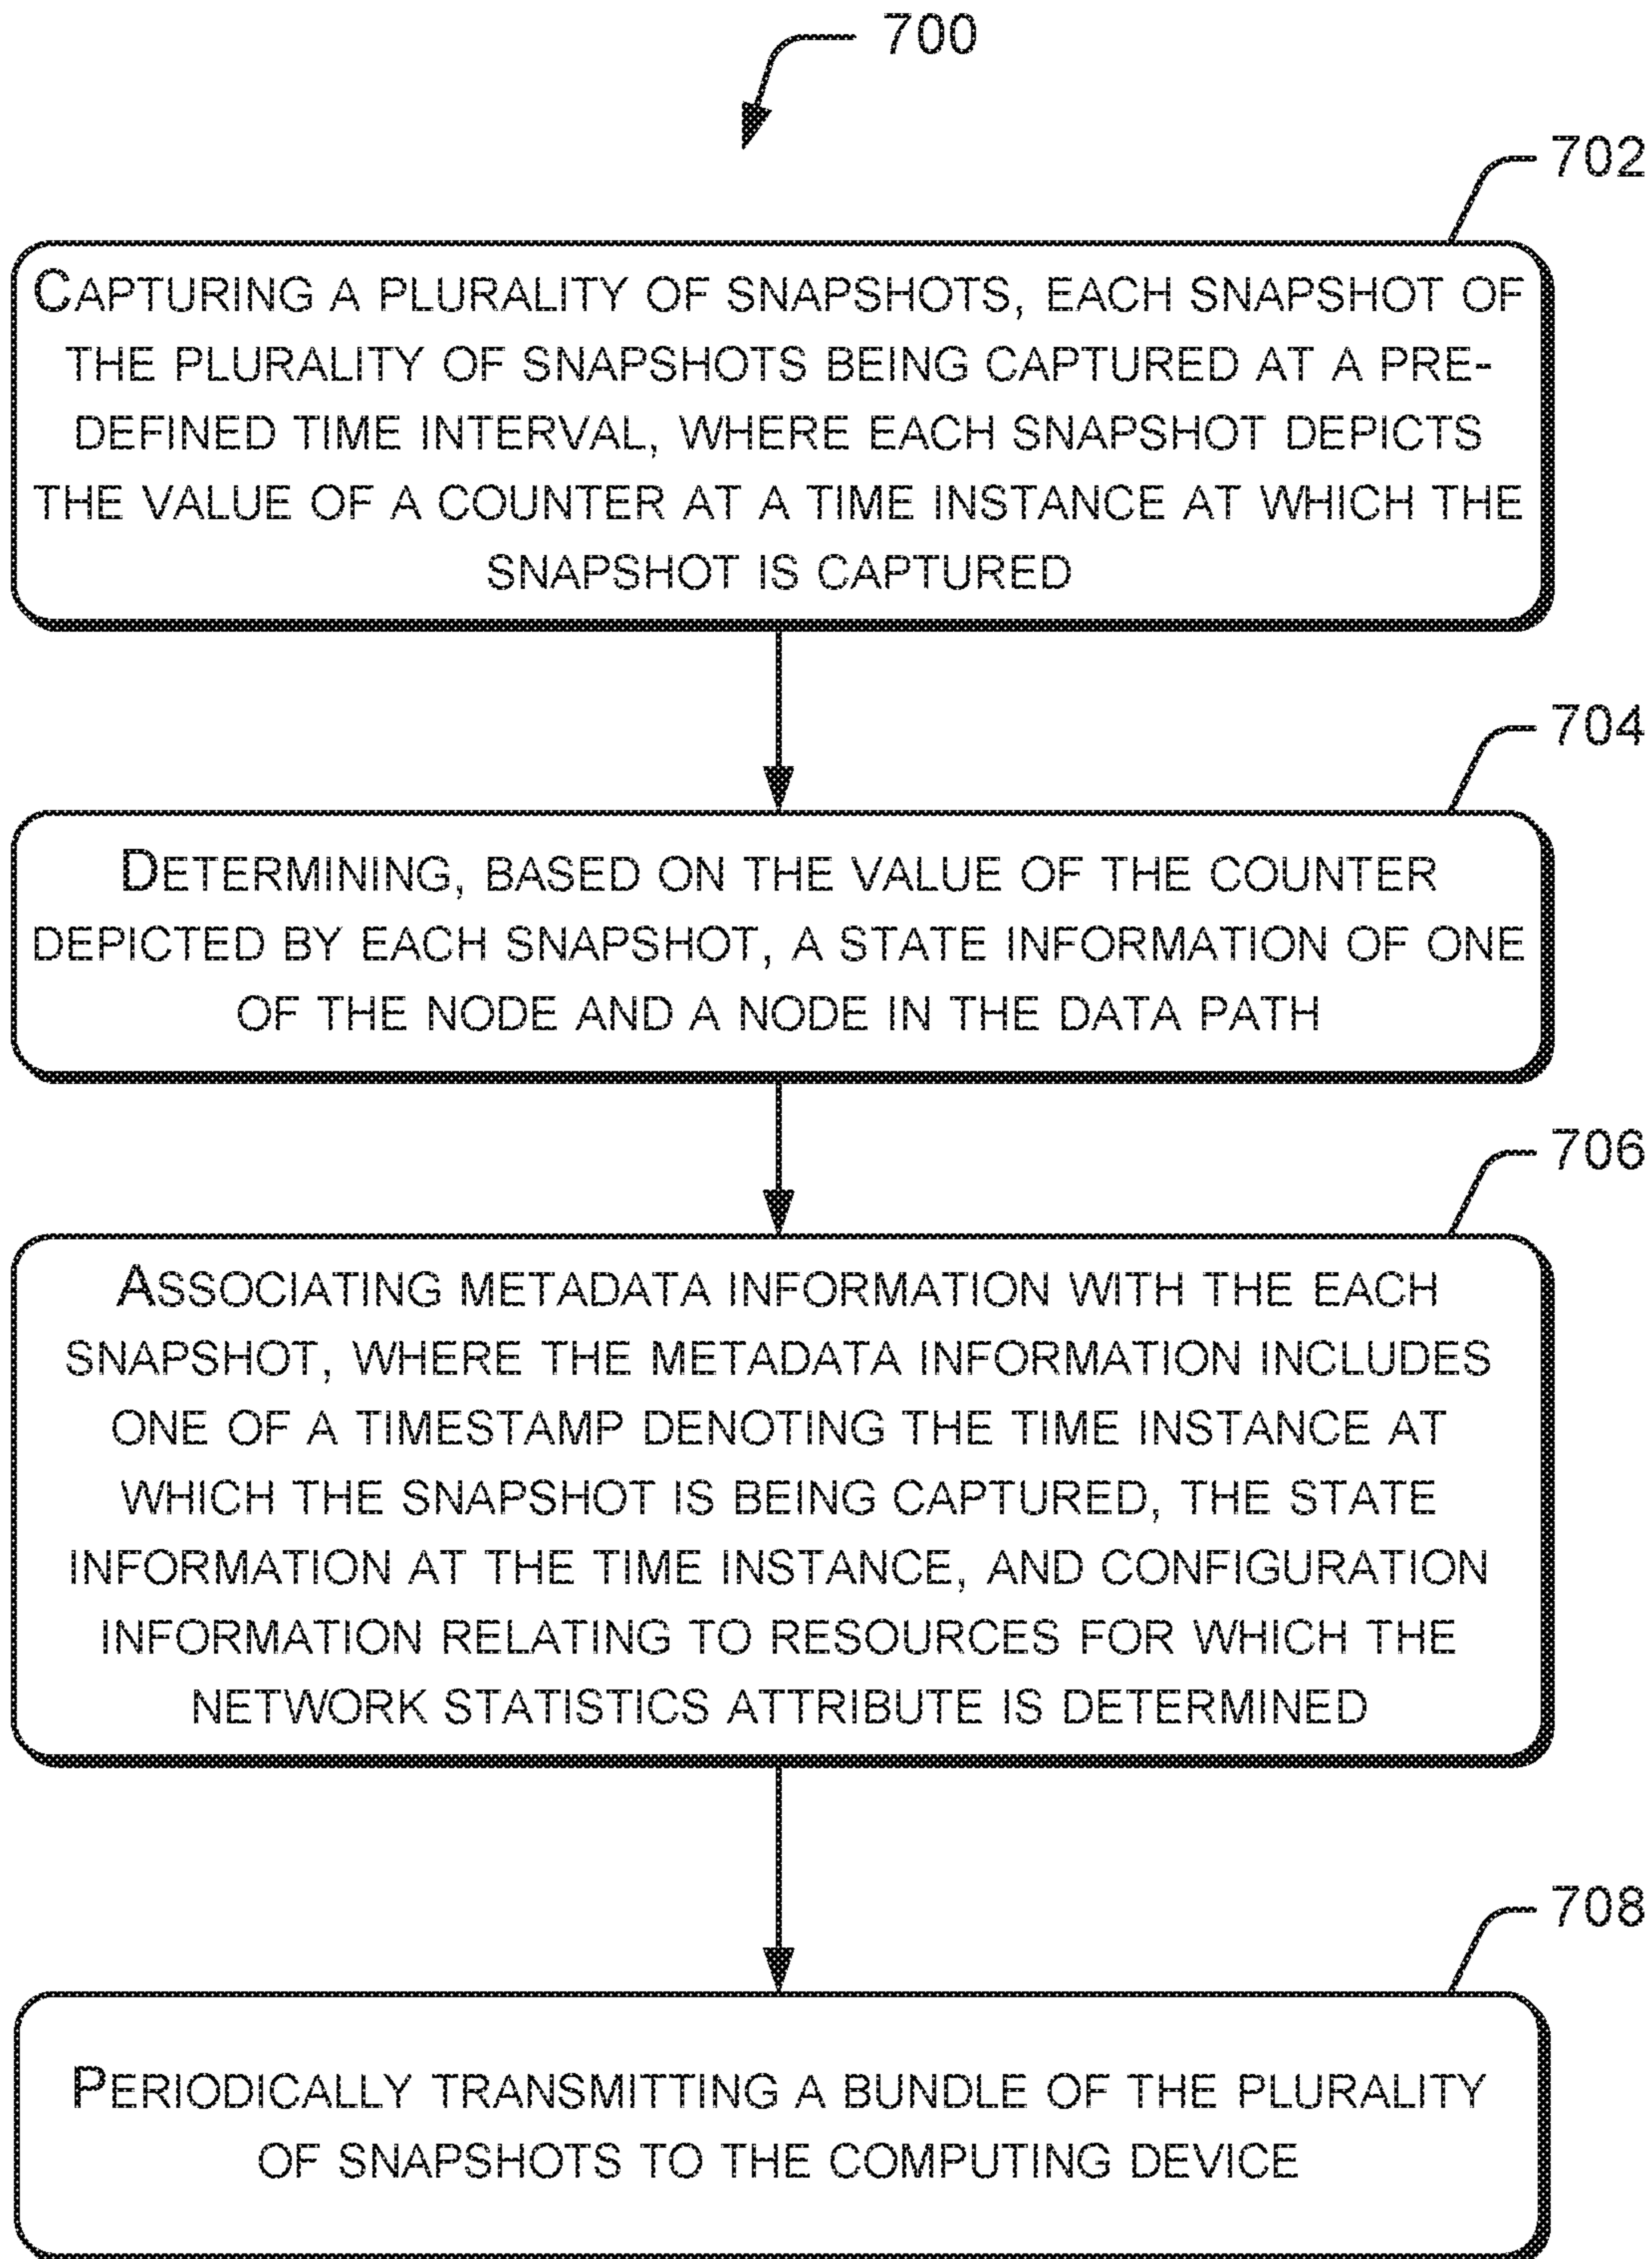 700
702
CAPTURING A PLURALITY OF SNAPSHOTS, EACH SNAPSHOT OF
THE PLURALITY OF SNAPSHOTS BEING CAPTURED AT A PRE-
DEFINED TIME INTERVAL, WHERE EACH SNAPSHOT DEPICTS
THE VALUE OF A COUNTER AT A TIME INSTANCE AT WHICH THE
SNAPSHOT IS CAPTURED
704
DETERMINING, BASED ON THE VALUE OF THE COUNTER
DEPICTED BY EACH SNAPSHOT, A STATE INFORMATION OF ONE
OF THE NODE AND A NODE IN THE DATA PATH
706
ASSOCIATING METADATA INFORMATION WITH THE EACH
SNAPSHOT, WHERE THE METADATA INFORMATION INCLUDES
ONE OF A TIMESTAMP DENOTING THE TIME INSTANCE AT
WHICH THE SNAPSHOT IS BEING CAPTURED, THE STATE
INFORMATION AT THE TIME INSTANCE, AND CONFIGURATION
INFORMATION RELATING TO RESOURCES FOR WHICH THE
NETWORK STATISTICS ATTRIBUTE IS DETERMINED
708
PERIODICALLY TRANSMITTING A BUNDLE OF THE PLURALITY
OF SNAPSHOTS TO THE COMPUTING DEVICE